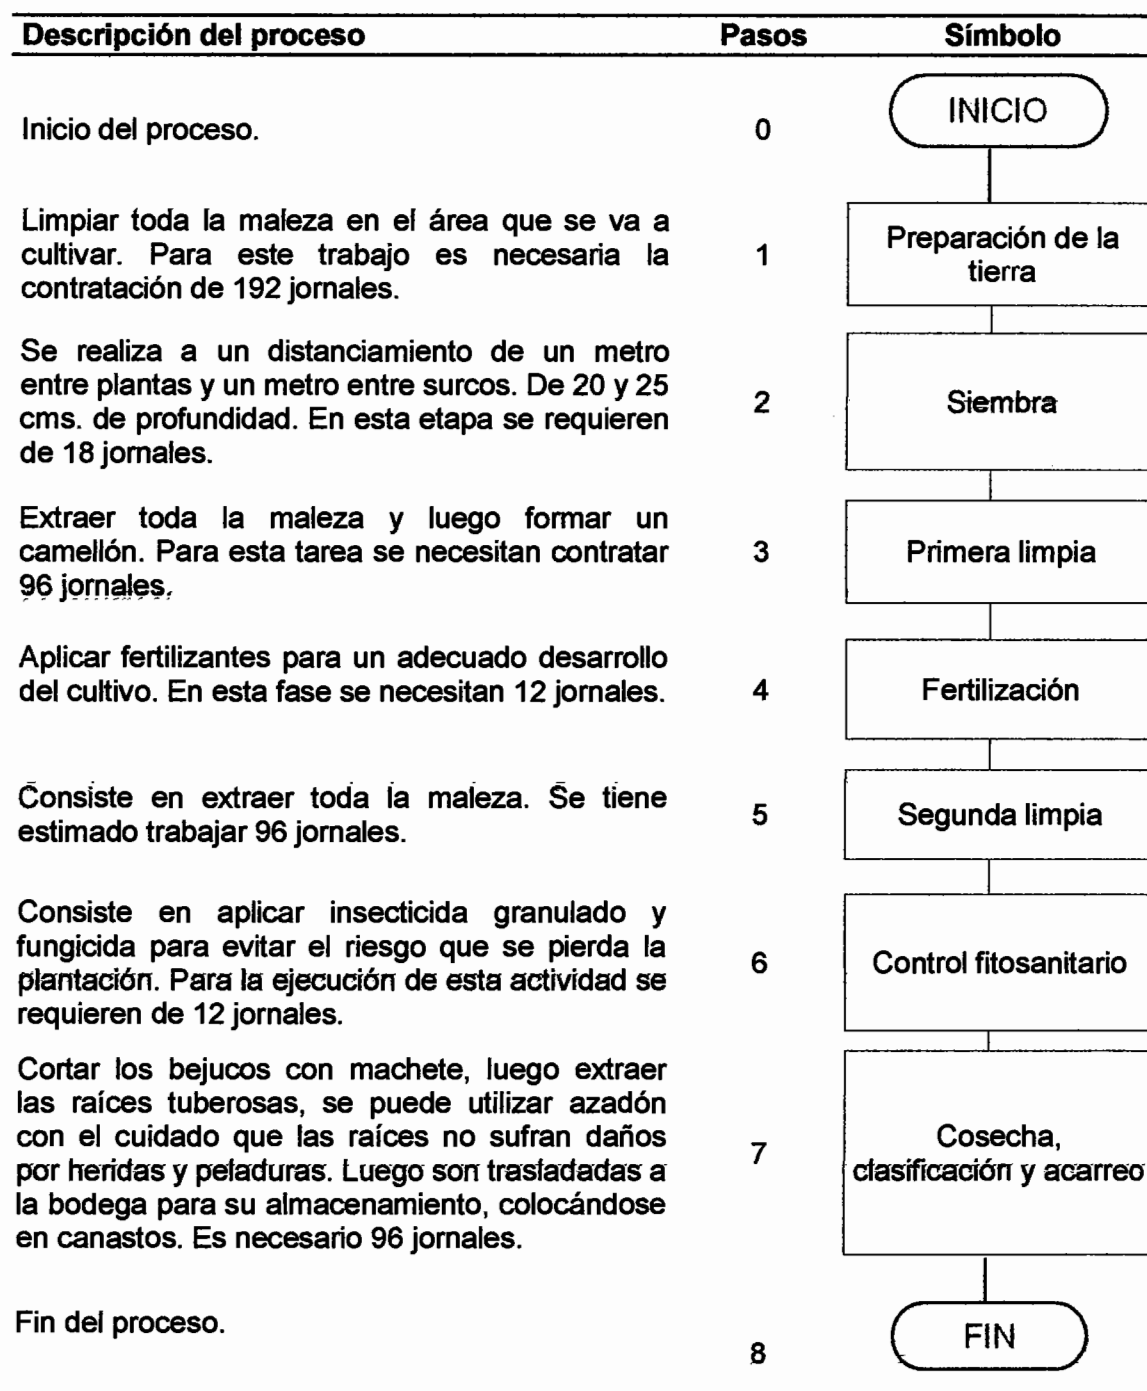 Descripción del proceso Pasos Símbolo
INICIO
Inicio del proceso. 0
Limpiar toda la maleza en el área que se va a
cultivar. Para este trabajo es necesaria la
contratación de 192 jornales.
1
Preparación de la
tierra
Se realiza a un distanciamiento de un metro
entre plantas y un metro entre surcos. De 20 y 25
cms. de profundidad. En esta etapa se requieren
de 18 jornales.
2
Siembra
Extraer toda la maleza y luego formar un
camellón. Para esta tarea se necesitan contratar
96 jornales.
3
Primera limpia
Aplicar fertilizantes para un adecuado desarrollo
del cultivo. En esta fase se necesitan 12 jornales.
4
Fertilización
Consiste en extraer toda la maleza. Se tiene
estimado trabajar 96 jornales.
5
Segunda limpia
Consiste en aplicar insecticida granulado y
fungicida para evitar el riesgo que se pierda la
plantación. Para la ejecución de esta actividad se
requieren de 12 jornales.
6
Control fitosanitario
Cortar los bejucos con machete, luego extraer
las raíces tuberosas, se puede utilizar azadón
con el cuidado que las raíces no sufran daños
por heridas y peladuras. Luego son trasladadas a
la bodega para su almacenamiento, colocándose
en canastos. Es necesario 96 jornales.
7
Cosecha,
clasificación y acarreo
Fin del proceso.
8
FIN